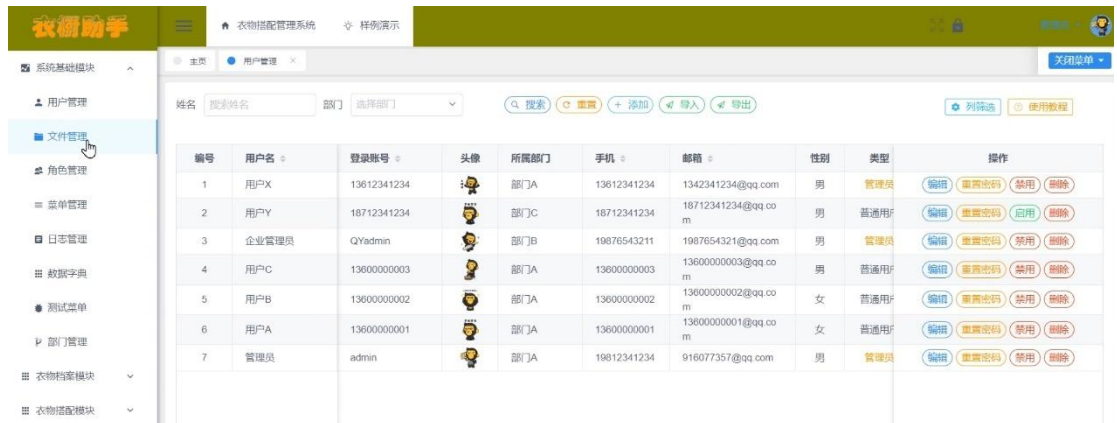 衣橱助手
衣物搭配管理系统 样例演示
系统基础模块 主页 用户管理 × 关闭菜单
用户管理 姓名 搜索姓名 部门 选择部门 搜索 重置 + 添加 导入 导出 列筛选 使用教程
文件管理
编号 用户名 登录账号 头像 所属部门 手机 邮箱 性别 类型 操作
角色管理
1 用户X 13612341234 部门A 13612341234 1342341234@qq.com 男 管理员 编辑 重置密码 禁用 删除
菜单管理
2 用户Y 18712341234 部门C 18712341234 18712341234@qq.co
m 男 普通用户 编辑 重置密码 启用 删除
日志管理
3 企业管理员 QYadmin 部门B 19876543211 1987654321@qq.com 男 管理员 编辑 重置密码 禁用 删除
数据字典
4 用户C 13600000003 部门A 13600000003 13600000003@qq.co
m 男 普通用户 编辑 重置密码 禁用 删除
测试菜单
5 用户B 13600000002 部门A 13600000002 13600000002@qq.co
m 女 普通用户 编辑 重置密码 禁用 删除
部门管理
6 用户A 13600000001 部门A 13600000001 13600000001@qq.co
m 女 普通用户 编辑 重置密码 禁用 删除
7 管理员 admin 部门A 19812341234 916077357@qq.com 男 管理员 编辑 重置密码 禁用 删除
衣物档案模块
衣物搭配模块